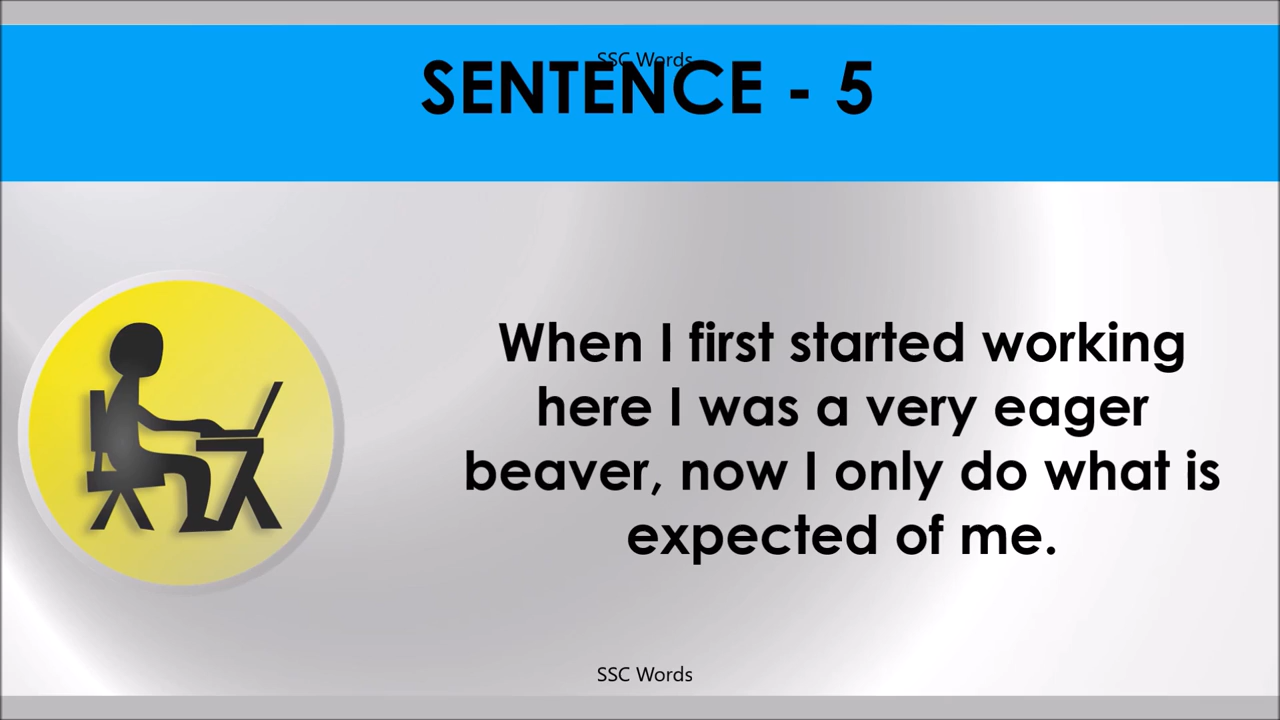 SSC Words
SENTENCE - 5
When I first started working
here I was a very eager
beaver, now I only do what is
expected of me.
SSC Words